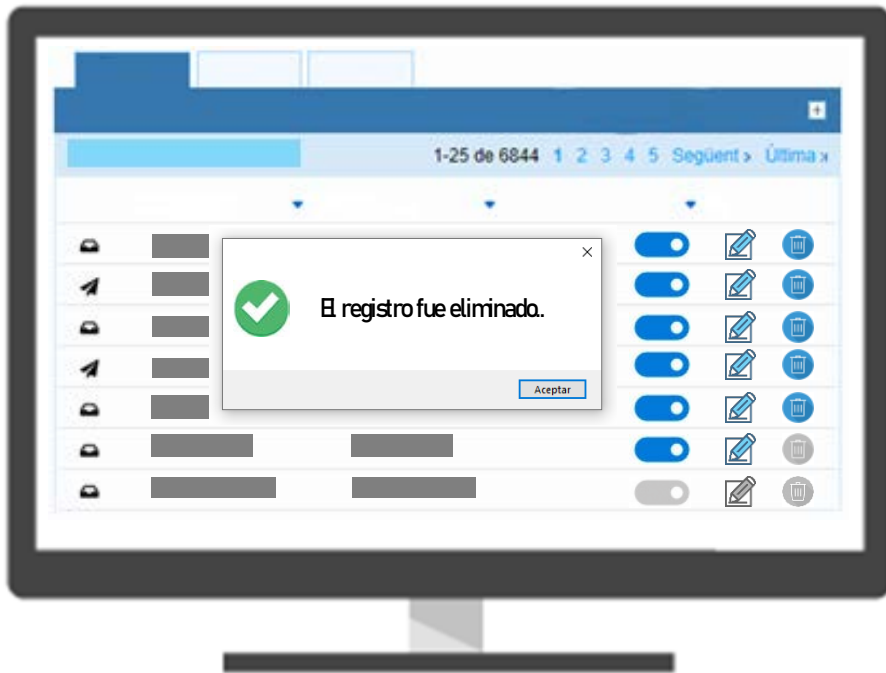 1-25 de 6844 1 2 3 4 5 Següent > Última »
El registro fue eliminado..
Aceptar